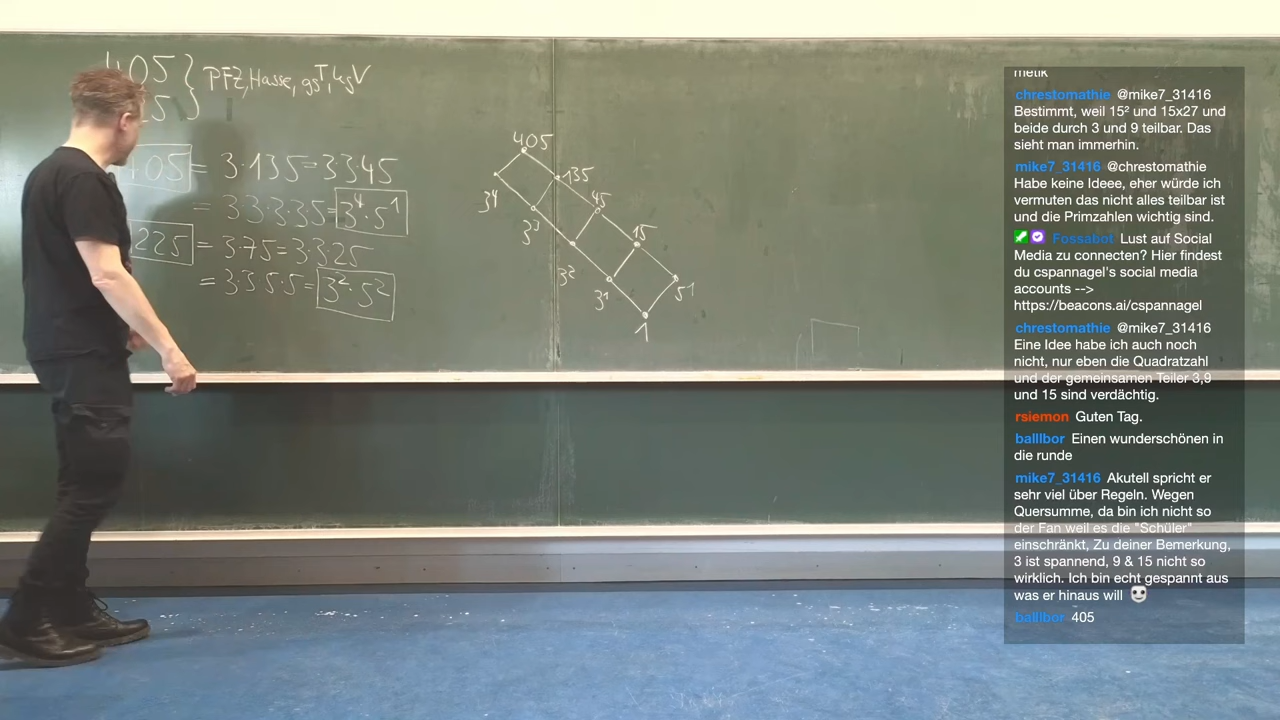 405 } PFZ, Hasse, gsT, kgV
405 = 3·135 = 3·3·45
= 3·3·3·3·5 = 3⁴·5¹
225 = 3·75 = 3·3·25
= 3·3·5·5 = 3²·5²
405
135
3⁴
45
3³
15
3²
3¹
5¹
1
metik
chrestomathie @mike7_31416
Bestimmt, weil 15² und 15x27 und
beide durch 3 und 9 teilbar. Das
sieht man immerhin.
mike7_31416 @chrestomathie
Habe keine Ideee, eher würde ich
vermuten das nicht alles teilbar ist
und die Primzahlen wichtig sind.
Fossabot Lust auf Social
Media zu connecten? Hier findest
du cspannagel's social media
accounts -->
https://beacons.ai/cspannagel
chrestomathie @mike7_31416
Eine Idee habe ich auch noch
nicht, nur eben die Quadratzahl
und der gemeinsamen Teiler 3,9
und 15 sind verdächtig.
rsiemon Guten Tag.
balllbor Einen wunderschönen in
die runde
mike7_31416 Akutell spricht er
sehr viel über Regeln. Wegen
Quersumme, da bin ich nicht so
der Fan weil es die "Schüler"
einschränkt, Zu deiner Bemerkung,
3 ist spannend, 9 & 15 nicht so
wirklich. Ich bin echt gespannt aus
was er hinaus will
balllbor 405